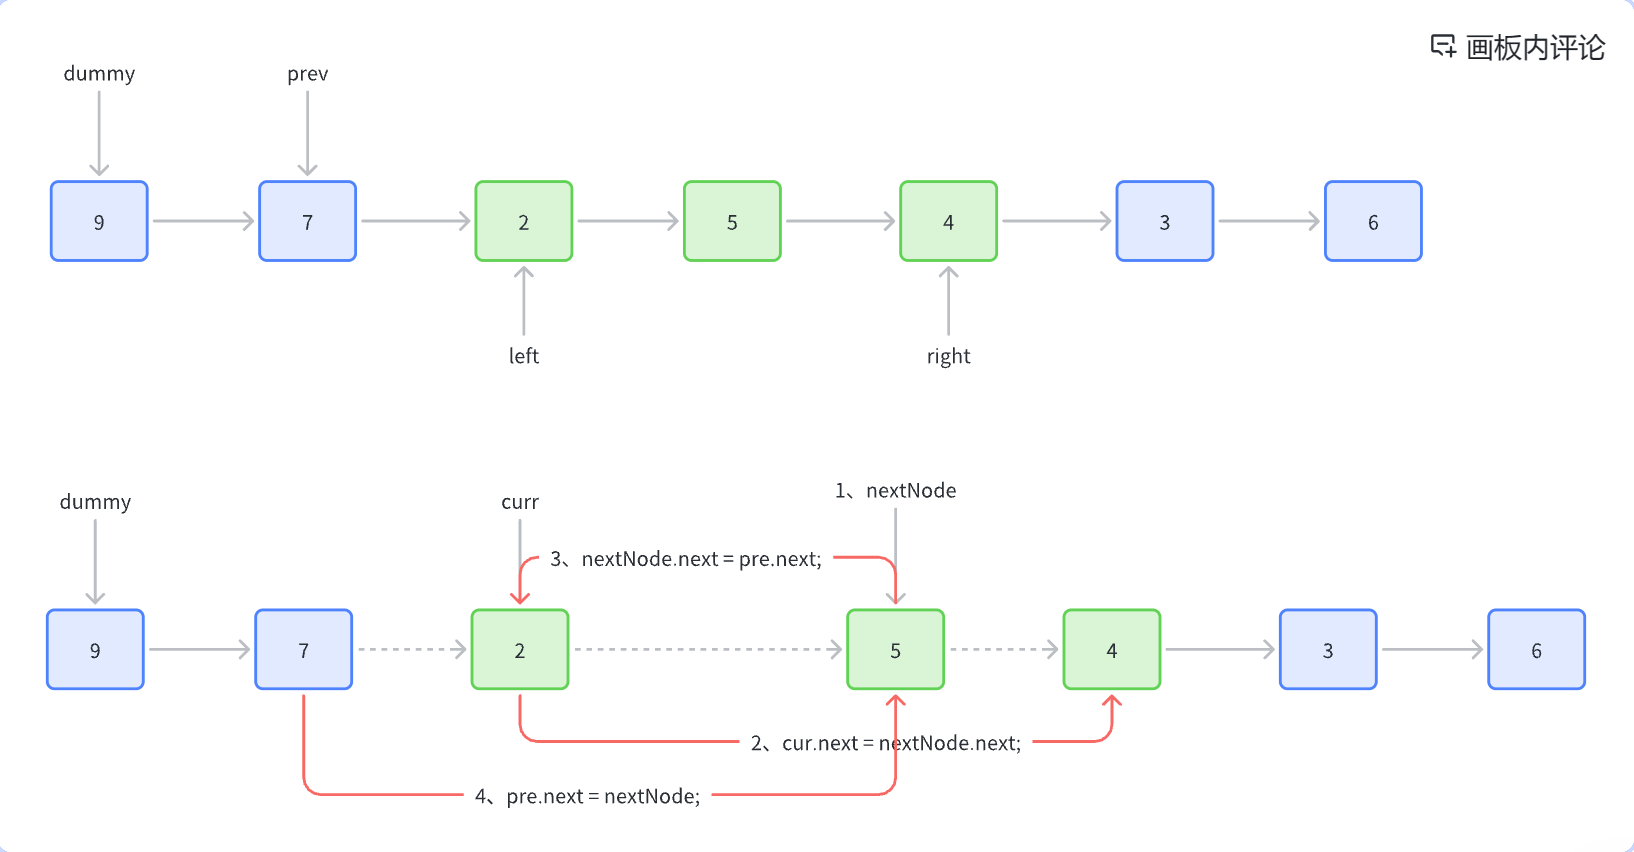 画板内评论
dummy
prev
9
7
2
5
4
3
6
left
right
1、nextNode
dummy
curr
3、nextNode.next = pre.next;
9
7
2
5
4
3
6
2、cur.next = nextNode.next;
4、pre.next = nextNode;